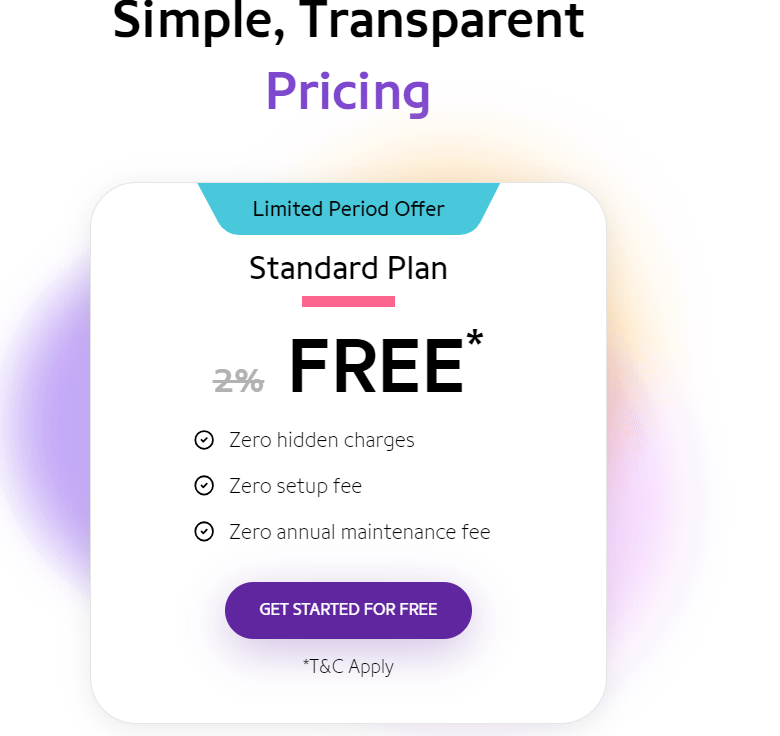 Simple, Transparent
Pricing
Limited Period Offer
Standard Plan
2% FREE*
Zero hidden charges
Zero setup fee
Zero annual maintenance fee
GET STARTED FOR FREE
*T&C Apply